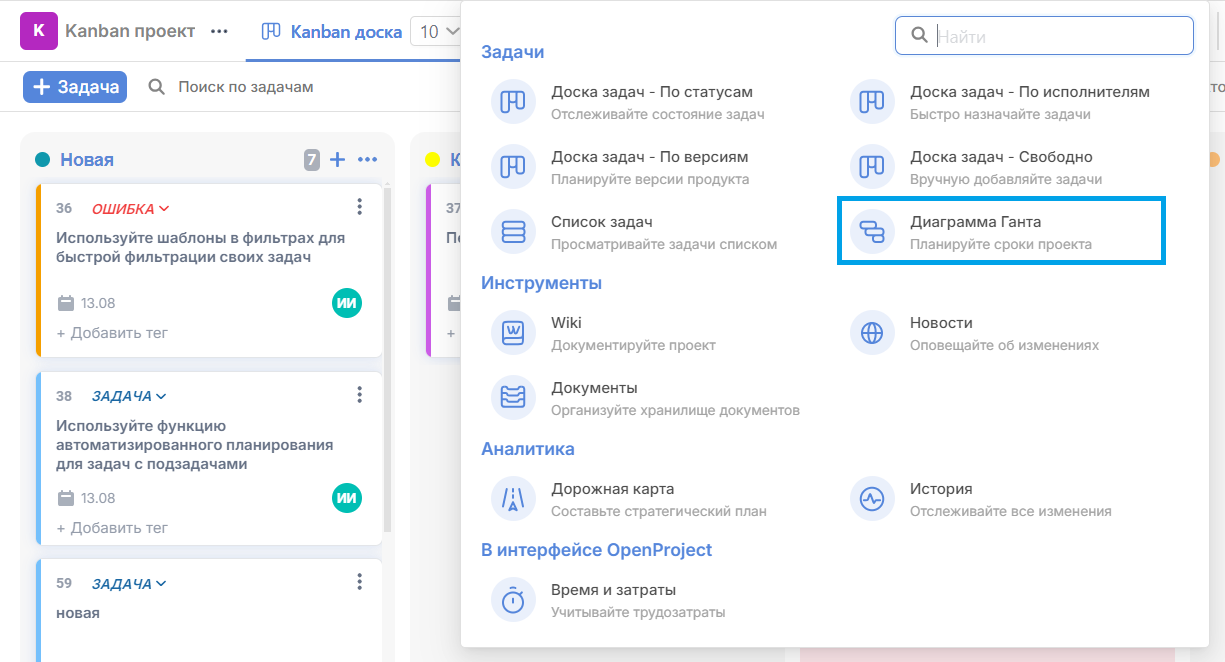 К Kanban проект ••• Kanban доска 10
+ Задача Поиск по задачам
Новая 7 + •••
36 ОШИБКА
Используйте шаблоны в фильтрах для
быстрой фильтрации своих задач
13.08 ИИ
+ Добавить тег
38 ЗАДАЧА
Используйте функцию
автоматизированного планирования
для задач с подзадачами
13.08 ИИ
+ Добавить тег
59 ЗАДАЧА
новая
К
37
+
Найти
Задачи
Доска задач - По статусам
Отслеживайте состояние задач
Доска задач - По исполнителям
Быстро назначайте задачи
Доска задач - По версиям
Планируйте версии продукта
Доска задач - Свободно
Вручную добавляйте задачи
Список задач
Просматривайте задачи списком
Диаграмма Ганта
Планируйте сроки проекта
Инструменты
Wiki
Документируйте проект
Новости
Оповещайте об изменениях
Документы
Организуйте хранилище документов
Аналитика
Дорожная карта
Составьте стратегический план
История
Отслеживайте все изменения
В интерфейсе OpenProject
Время и затраты
Учитывайте трудозатраты